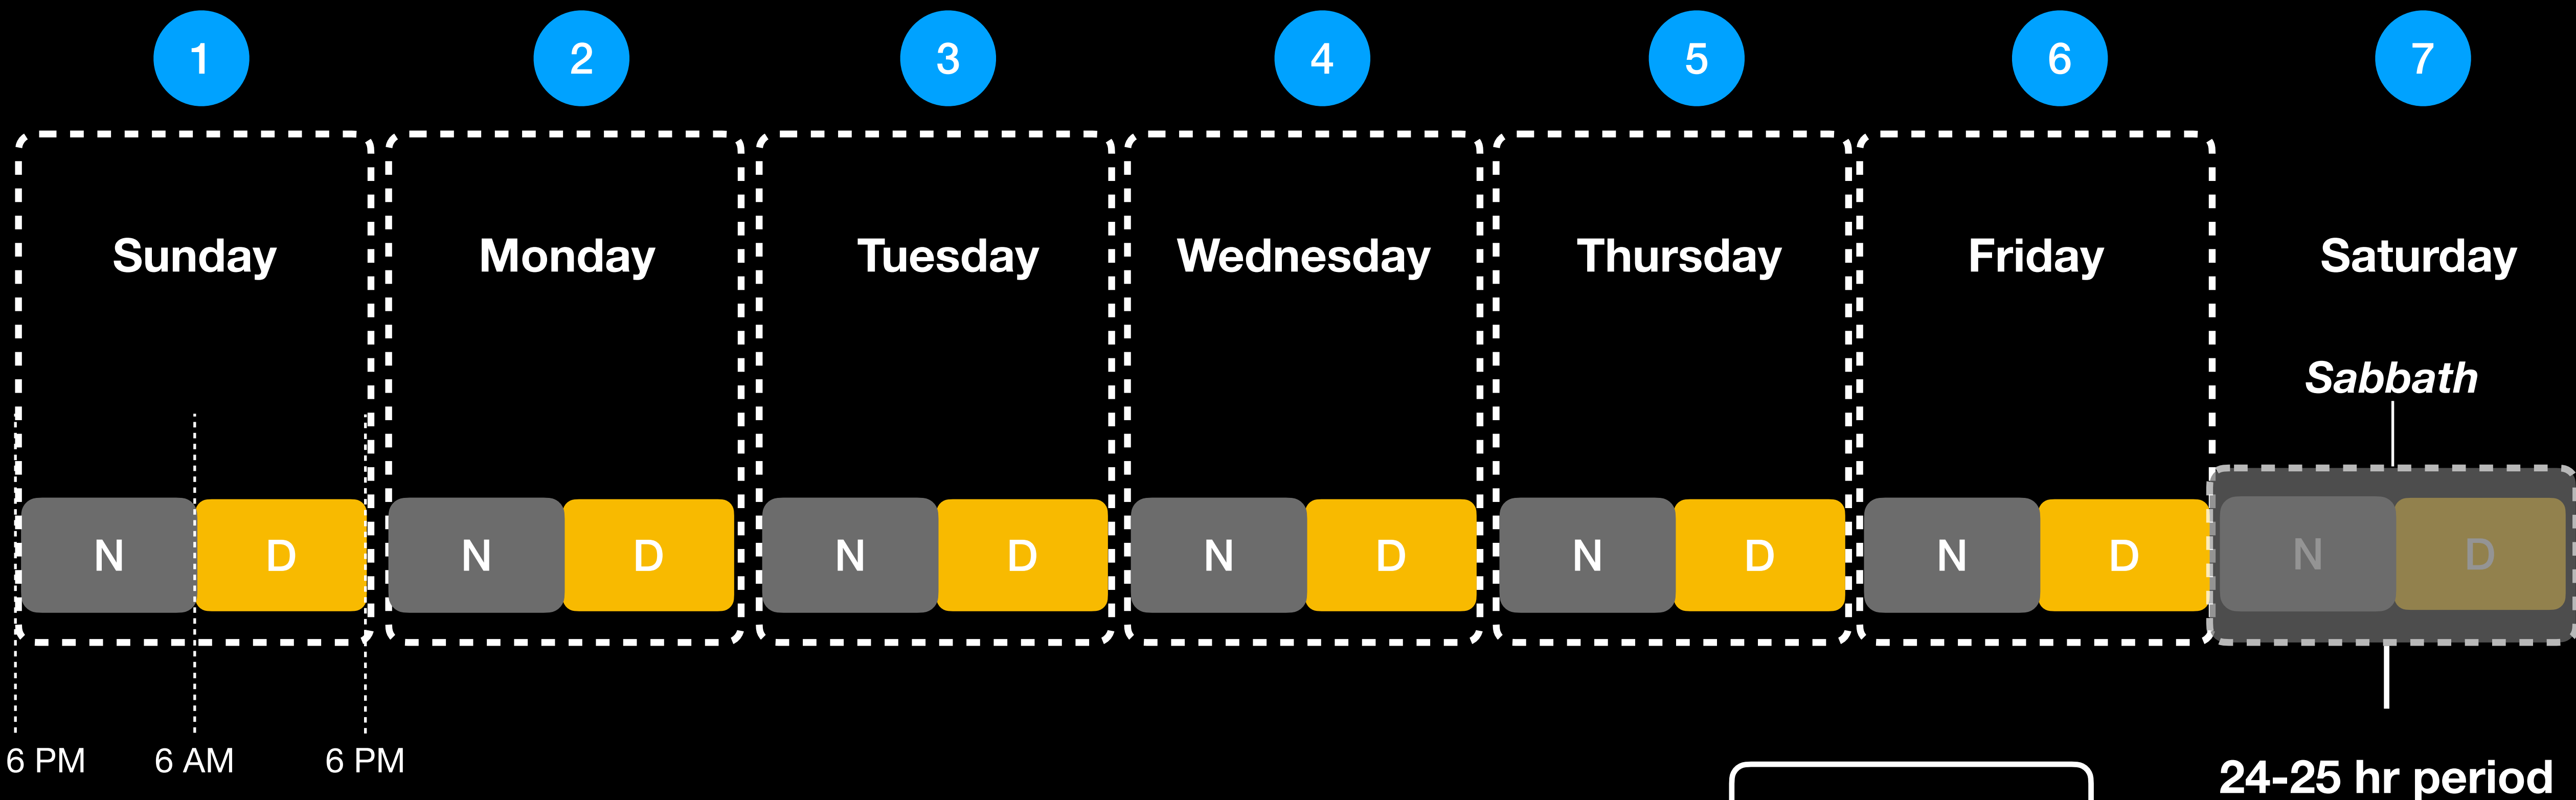 1 2 3 4 5 6 7
Sunday Monday Tuesday Wednesday Thursday Friday Saturday
Sabbath
N D N D N D N D N D N D N D
6 PM 6 AM 6 PM
24-25 hr period